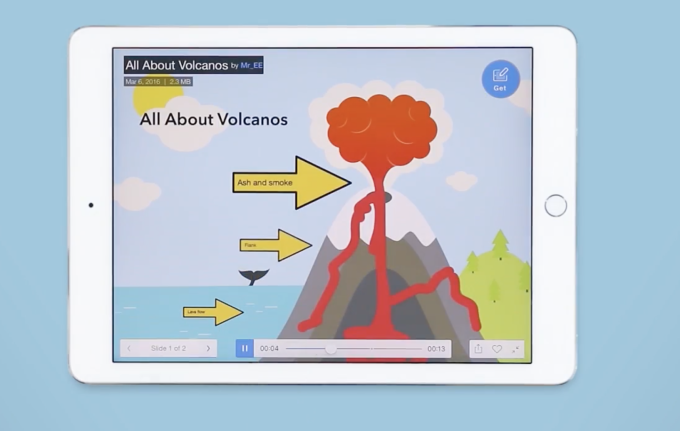 All About Volcanos by Mr_EE
Mar 6, 2016 | 2.3 MB
Get
All About Volcanos
Ash and smoke
Lava flow
Slide 1 of 2
00:04
00:13